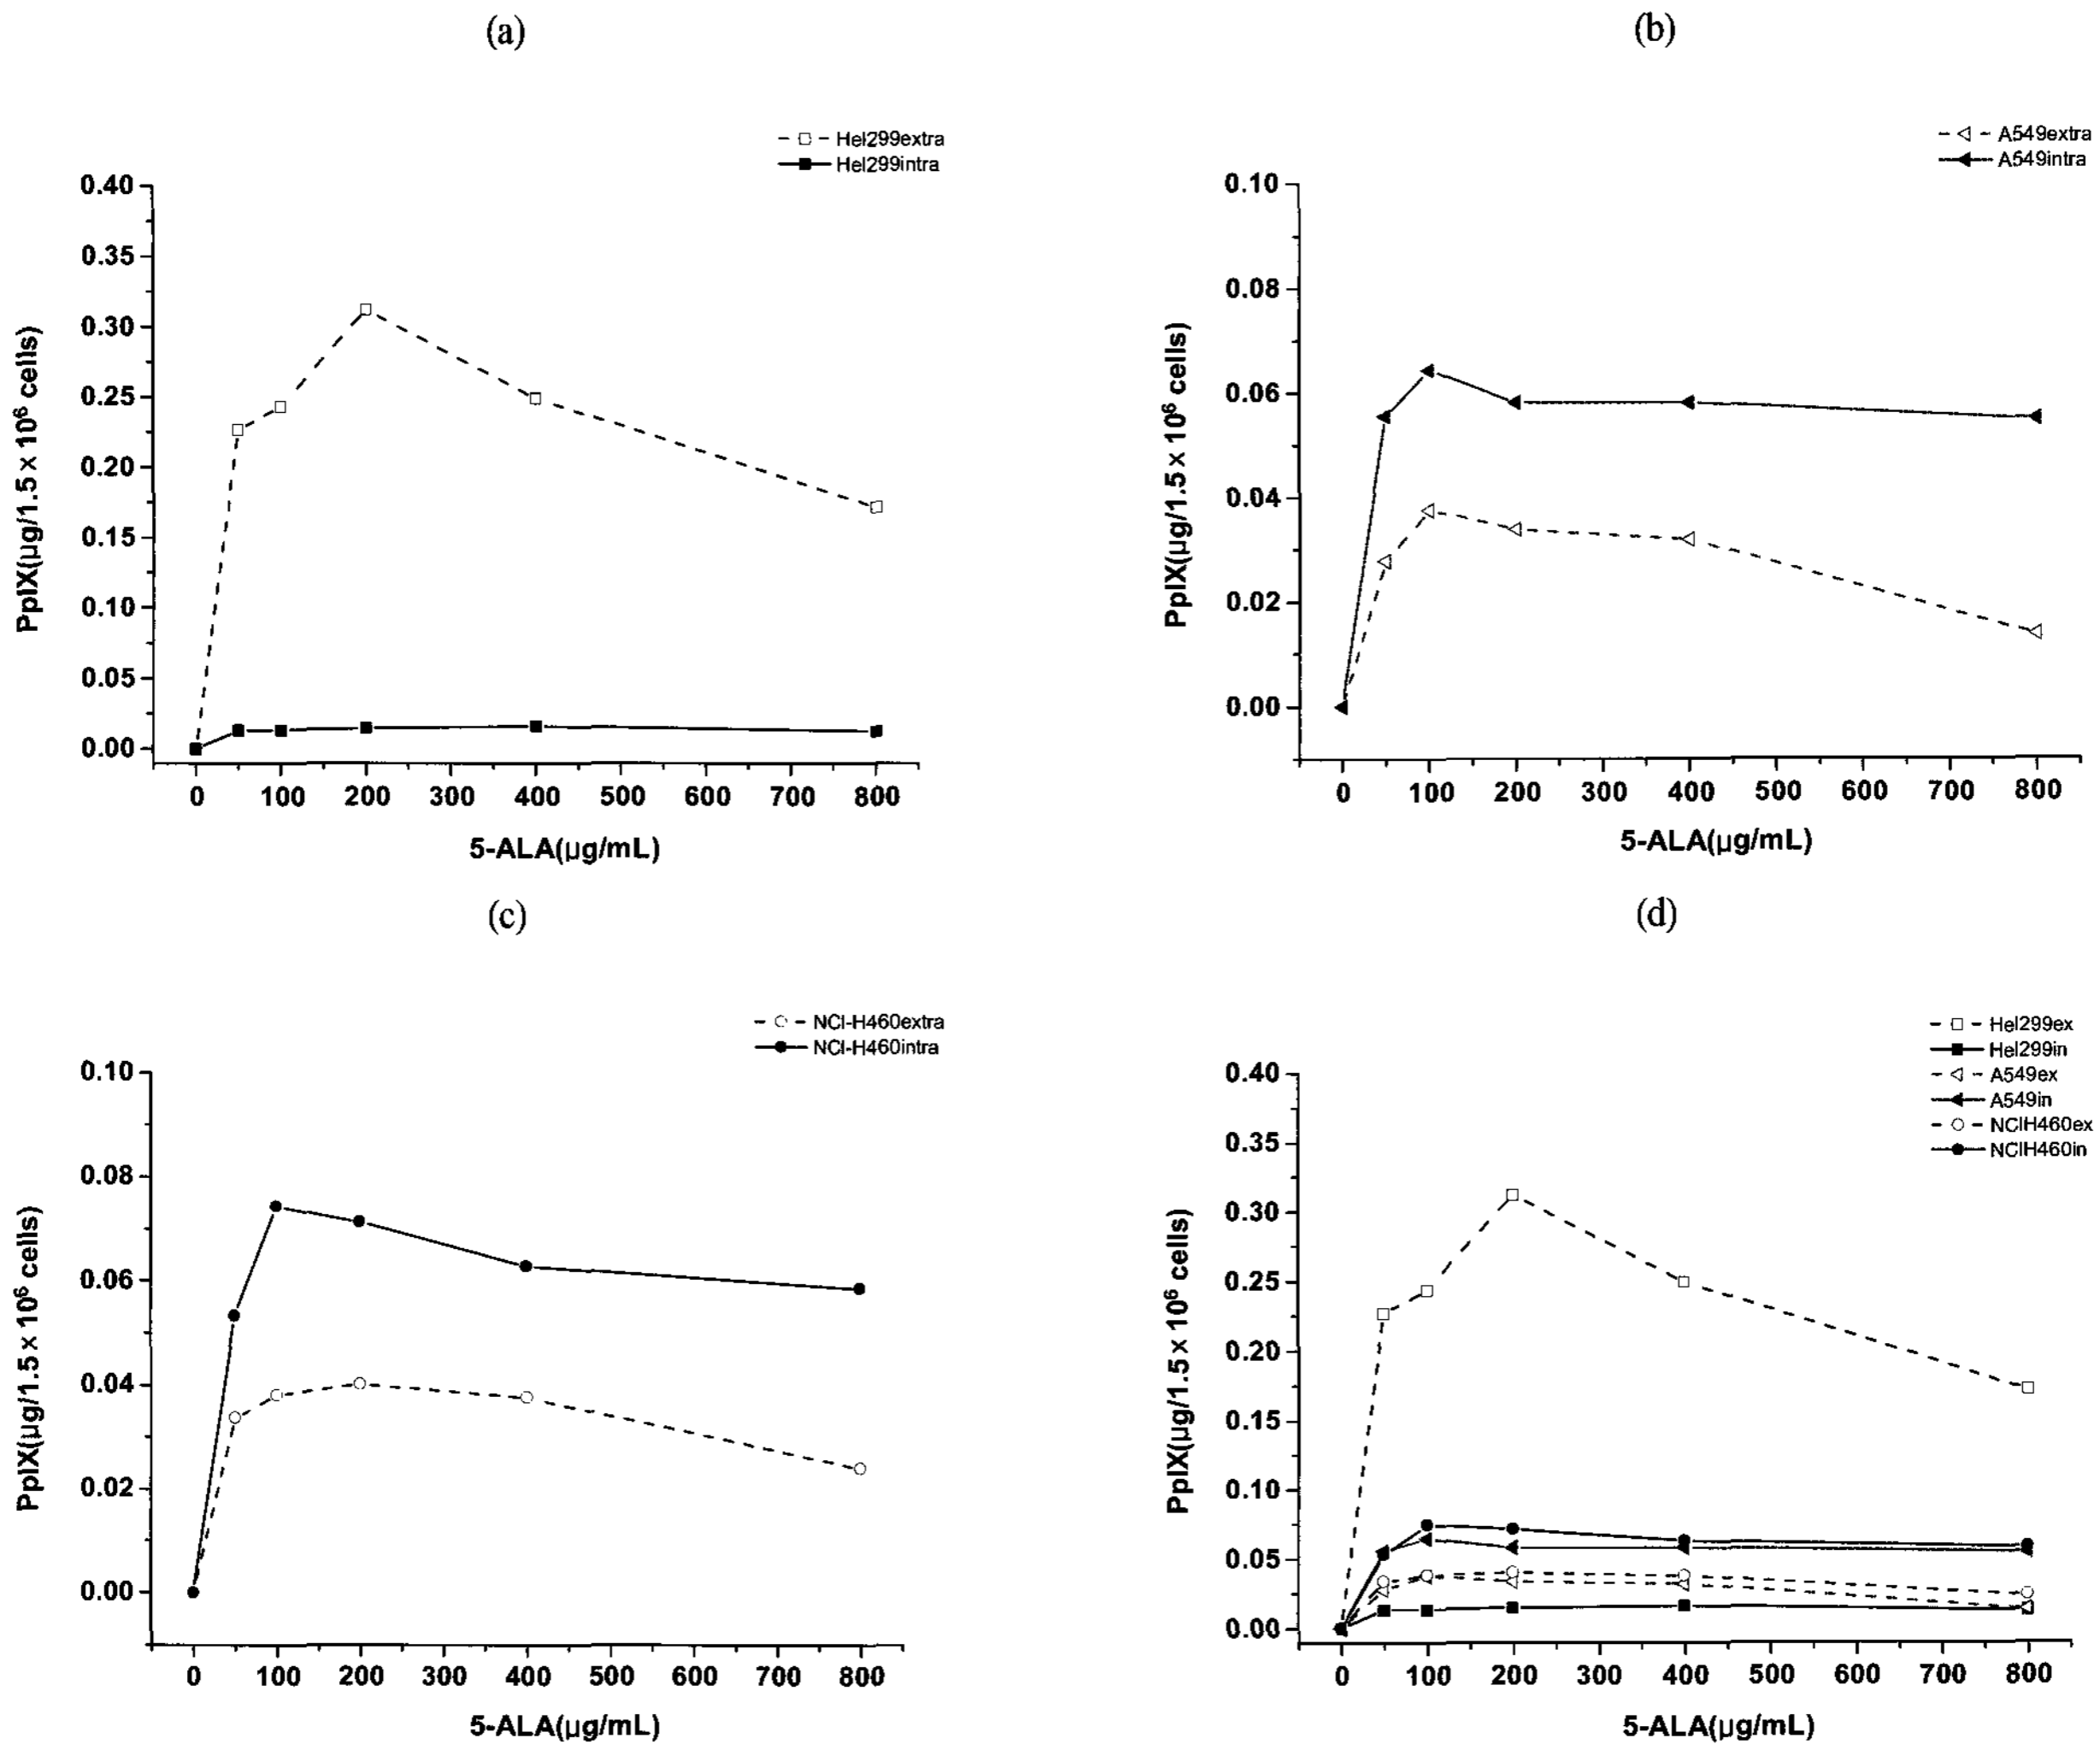 (a)
Hel299extra
Hel299intra
0.40
0.35
0.30
0.25
0.20
0.15
0.10
0.05
0.00
PpIX(μg/1.5×10⁶ cells)
0 100 200 300 400 500 600 700 800
5-ALA(μg/mL)
(b)
A549extra
A549intra
0.10
0.08
0.06
0.04
0.02
0.00
PpIX(μg/1.5×10⁶ cells)
0 100 200 300 400 500 600 700 800
5-ALA(μg/mL)
(c)
NCI-H460extra
NCI-H460intra
0.10
0.08
0.06
0.04
0.02
0.00
PpIX(μg/1.5×10⁶ cells)
0 100 200 300 400 500 600 700 800
5-ALA(μg/mL)
(d)
Hel299ex
Hel299in
A549ex
A549in
NCIH460ex
NCIH460in
0.40
0.35
0.30
0.25
0.20
0.15
0.10
0.05
0.00
PpIX(μg/1.5×10⁶ cells)
0 100 200 300 400 500 600 700 800
5-ALA(μg/mL)